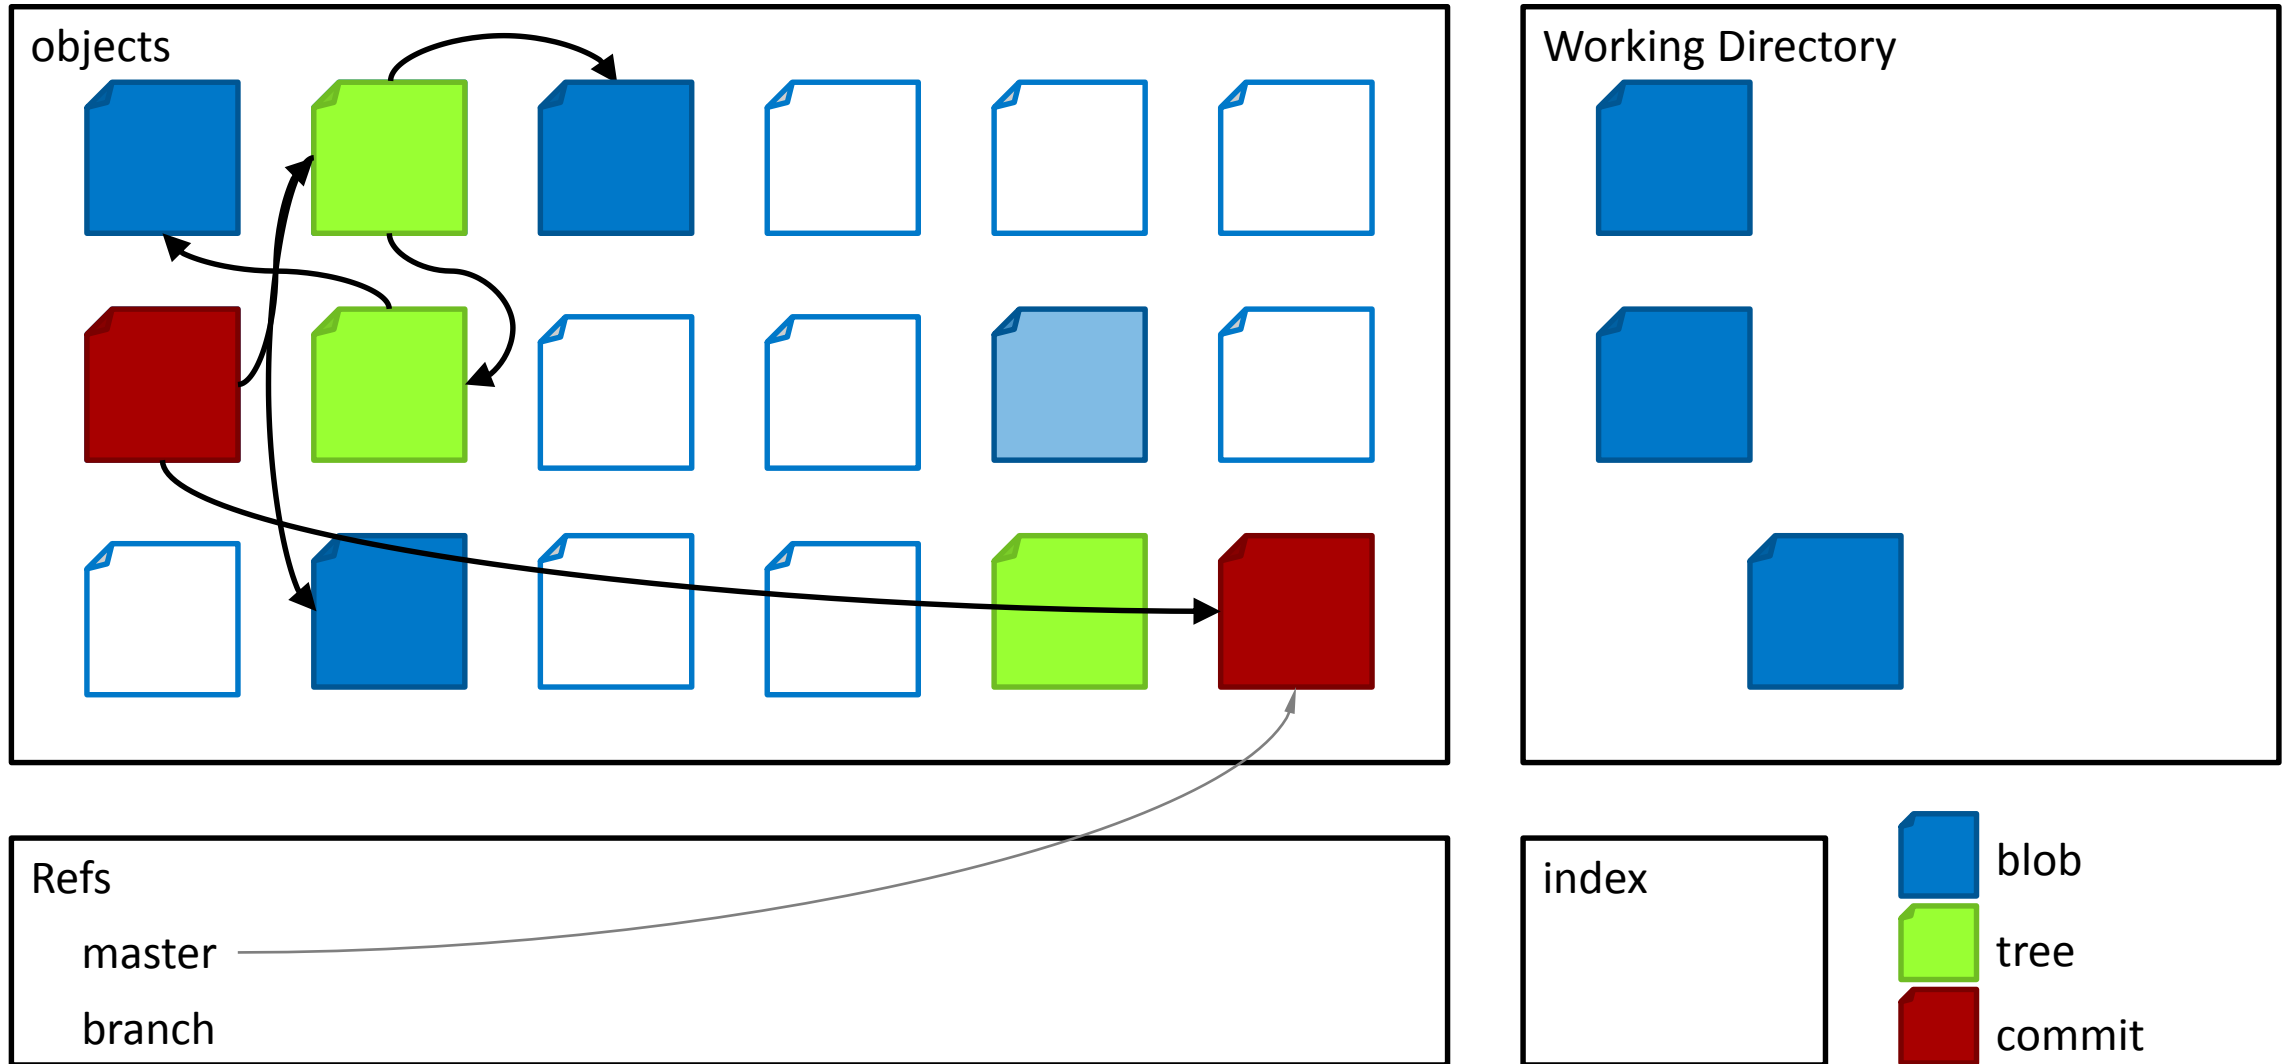 objects
Working Directory
Refs
master
branch
index
blob
tree
commit